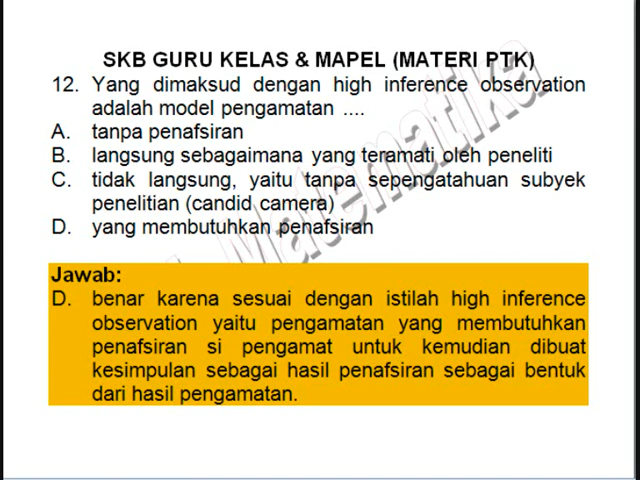 SKB GURU KELAS & MAPEL (MATERI PTK)
12. Yang dimaksud dengan high inference observation
adalah model pengamatan ....
A. tanpa penafsiran
B. langsung sebagaimana yang teramati oleh peneliti
C. tidak langsung, yaitu tanpa sepengatahuan subyek
penelitian (candid camera)
D. yang membutuhkan penafsiran
Jawab:
D. benar karena sesuai dengan istilah high inference
observation yaitu pengamatan yang membutuhkan
penafsiran si pengamat untuk kemudian dibuat
kesimpulan sebagai hasil penafsiran sebagai bentuk
dari hasil pengamatan.
Matematika